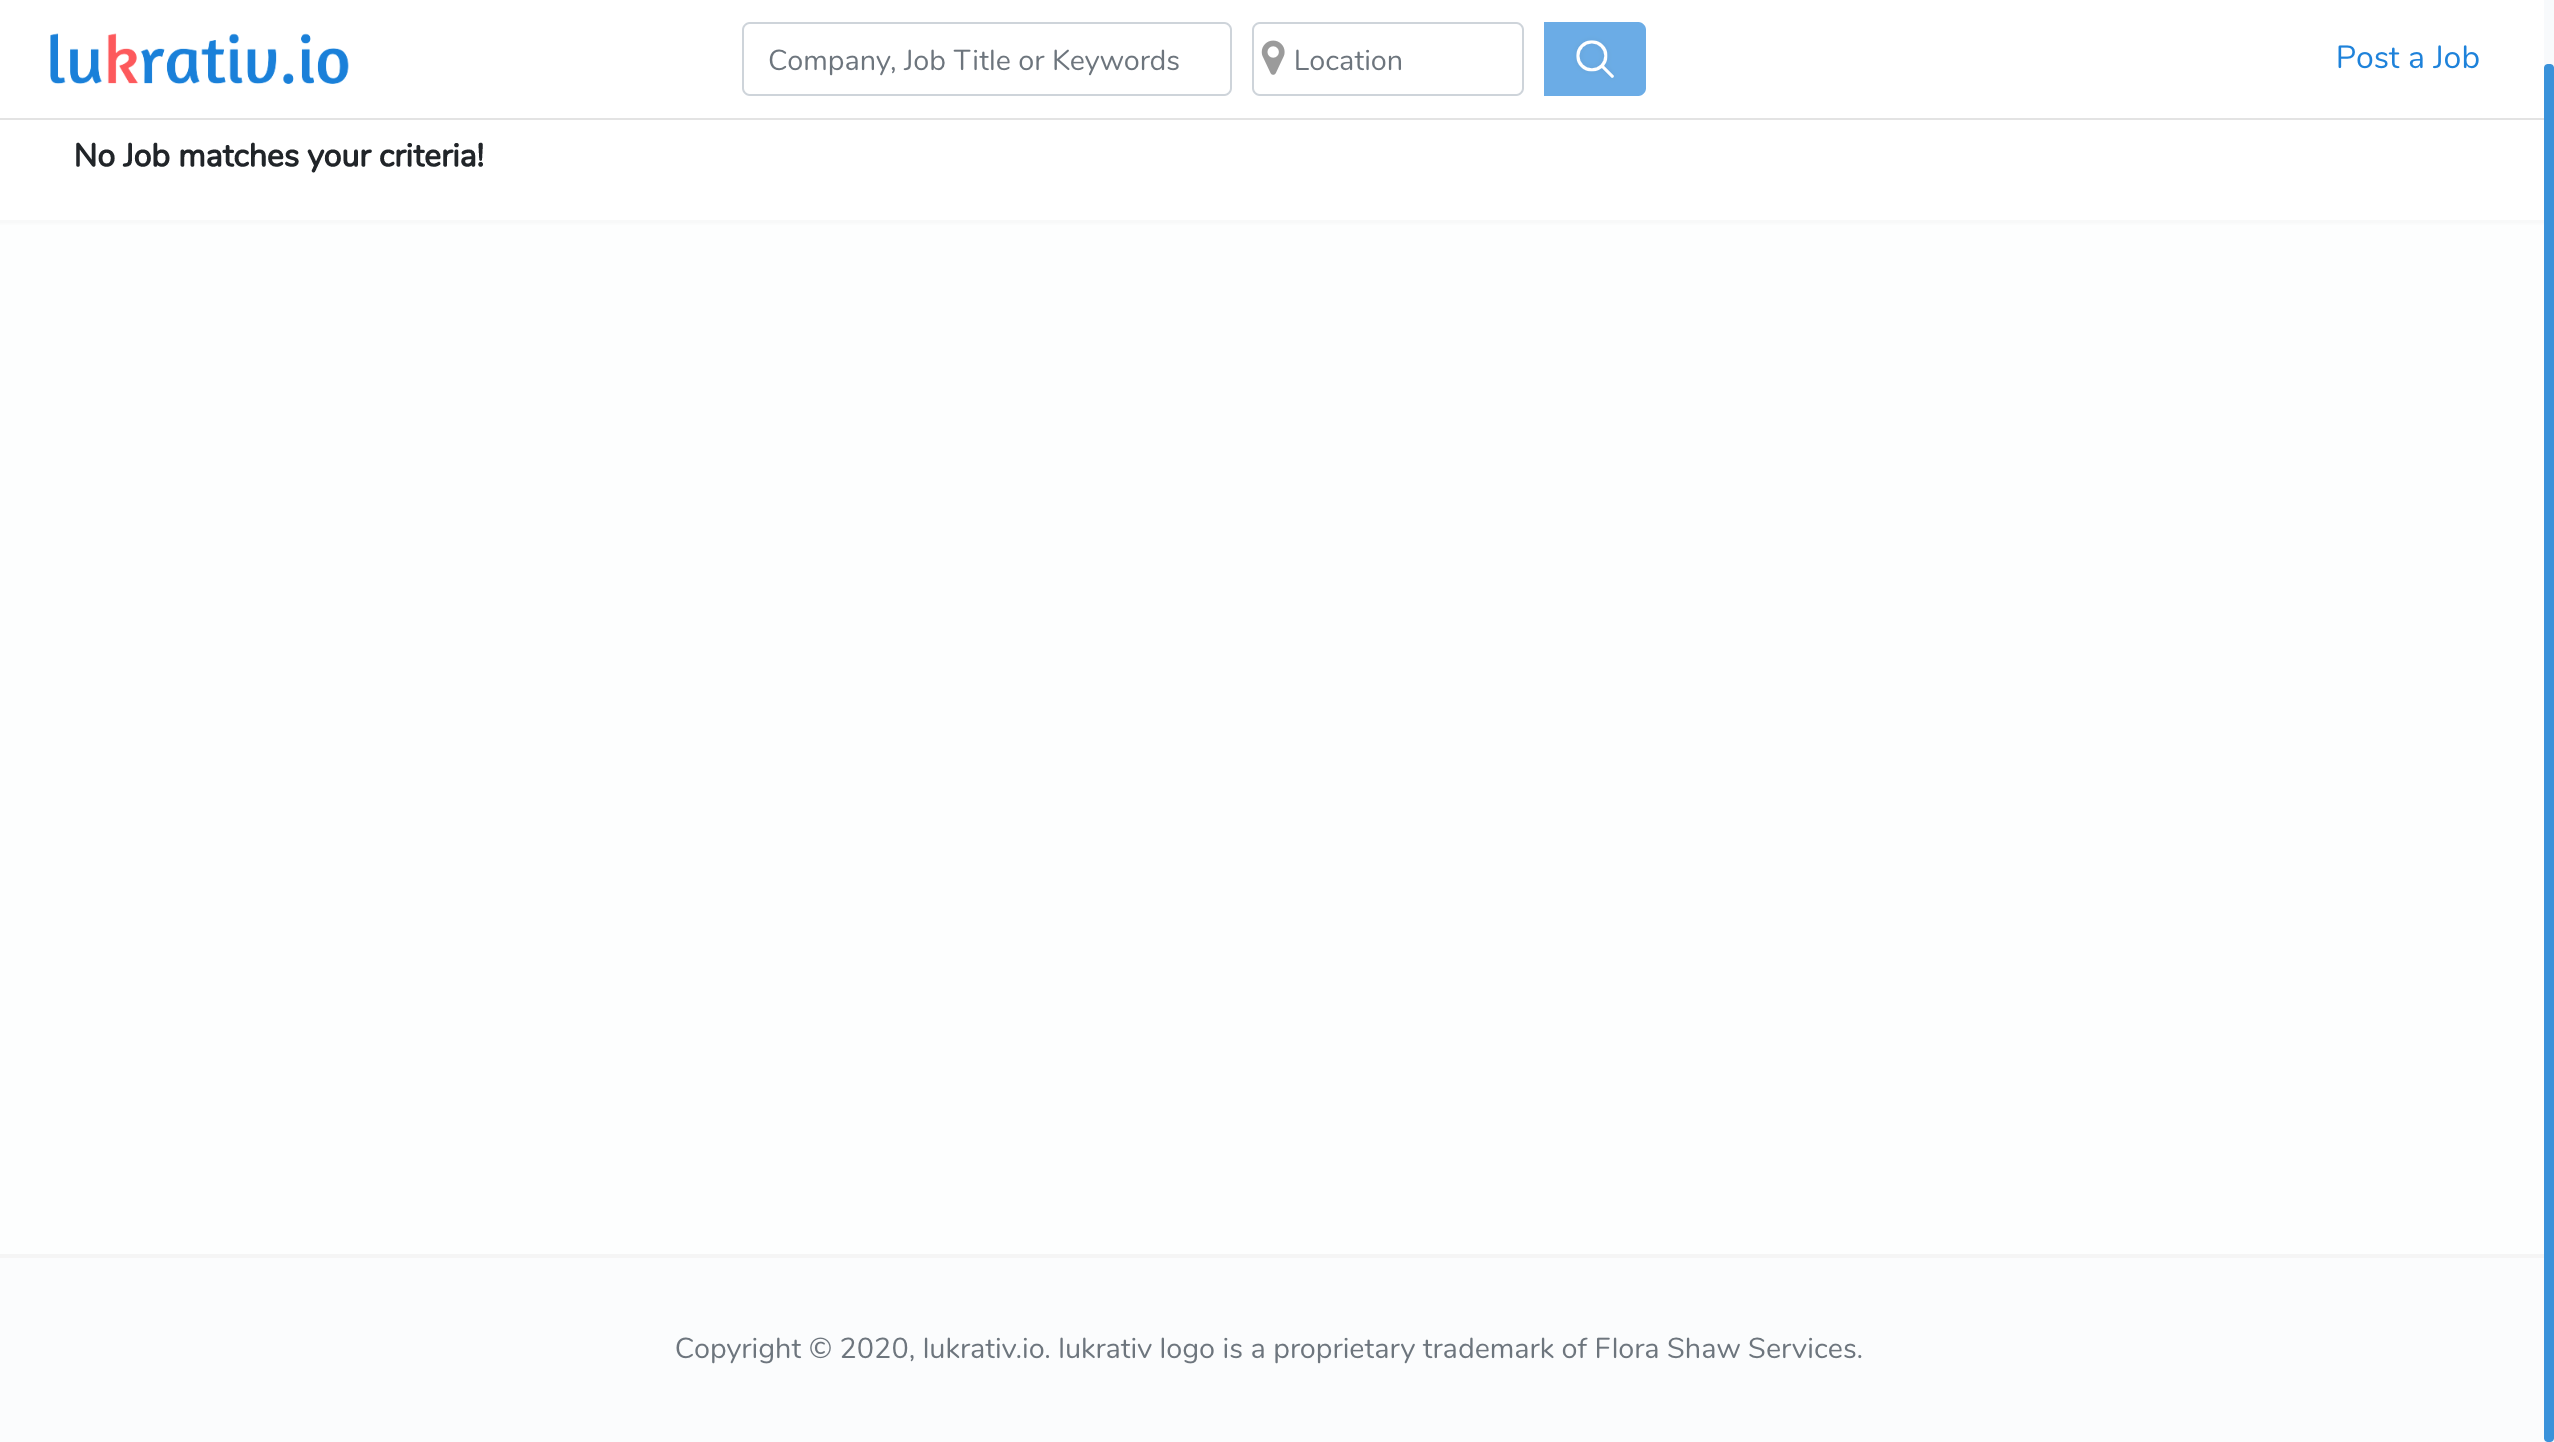 lukrativ.io
Company, Job Title or Keywords
Location
Post a Job
No Job matches your criteria!
Copyright © 2020, lukrativ.io. lukrativ logo is a proprietary trademark of Flora Shaw Services.